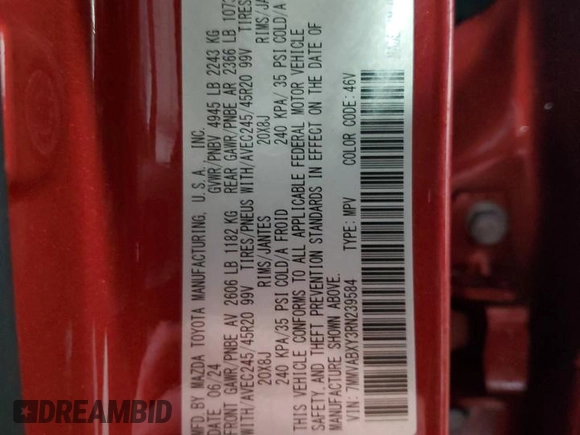 MFD BY MAZDA TOYOTA MANUFACTURING, U.S.A, INC.
DATE 06/24 GVWR/PNBV 4945 LB 2243 KG
FRONT GAWR/PNBE AV 2606 LB 1182 KG REAR GAWR/PNBE AR 2366 LB 1073
WITH/AVEC245/45R20 99V TIRES/PNEUS WITH/AVEC245/45R20 99V TIRES
20X8J RIMS/JANTES 20X8J RIMS/JA
240 KPA/35 PSI COLD/A FROID 240 KPA/35 PSI COLD/A
THIS VEHICLE CONFORMS TO ALL APPLICABLE FEDERAL MOTOR VEHICLE
SAFETY AND THEFT PREVENTION STANDARDS IN EFFECT ON THE DATE OF
MANUFACTURE SHOWN ABOVE.
VIN:7MMVABXY3RN239584 TYPE: MPV COLOR CODE:46V
DREAMBID